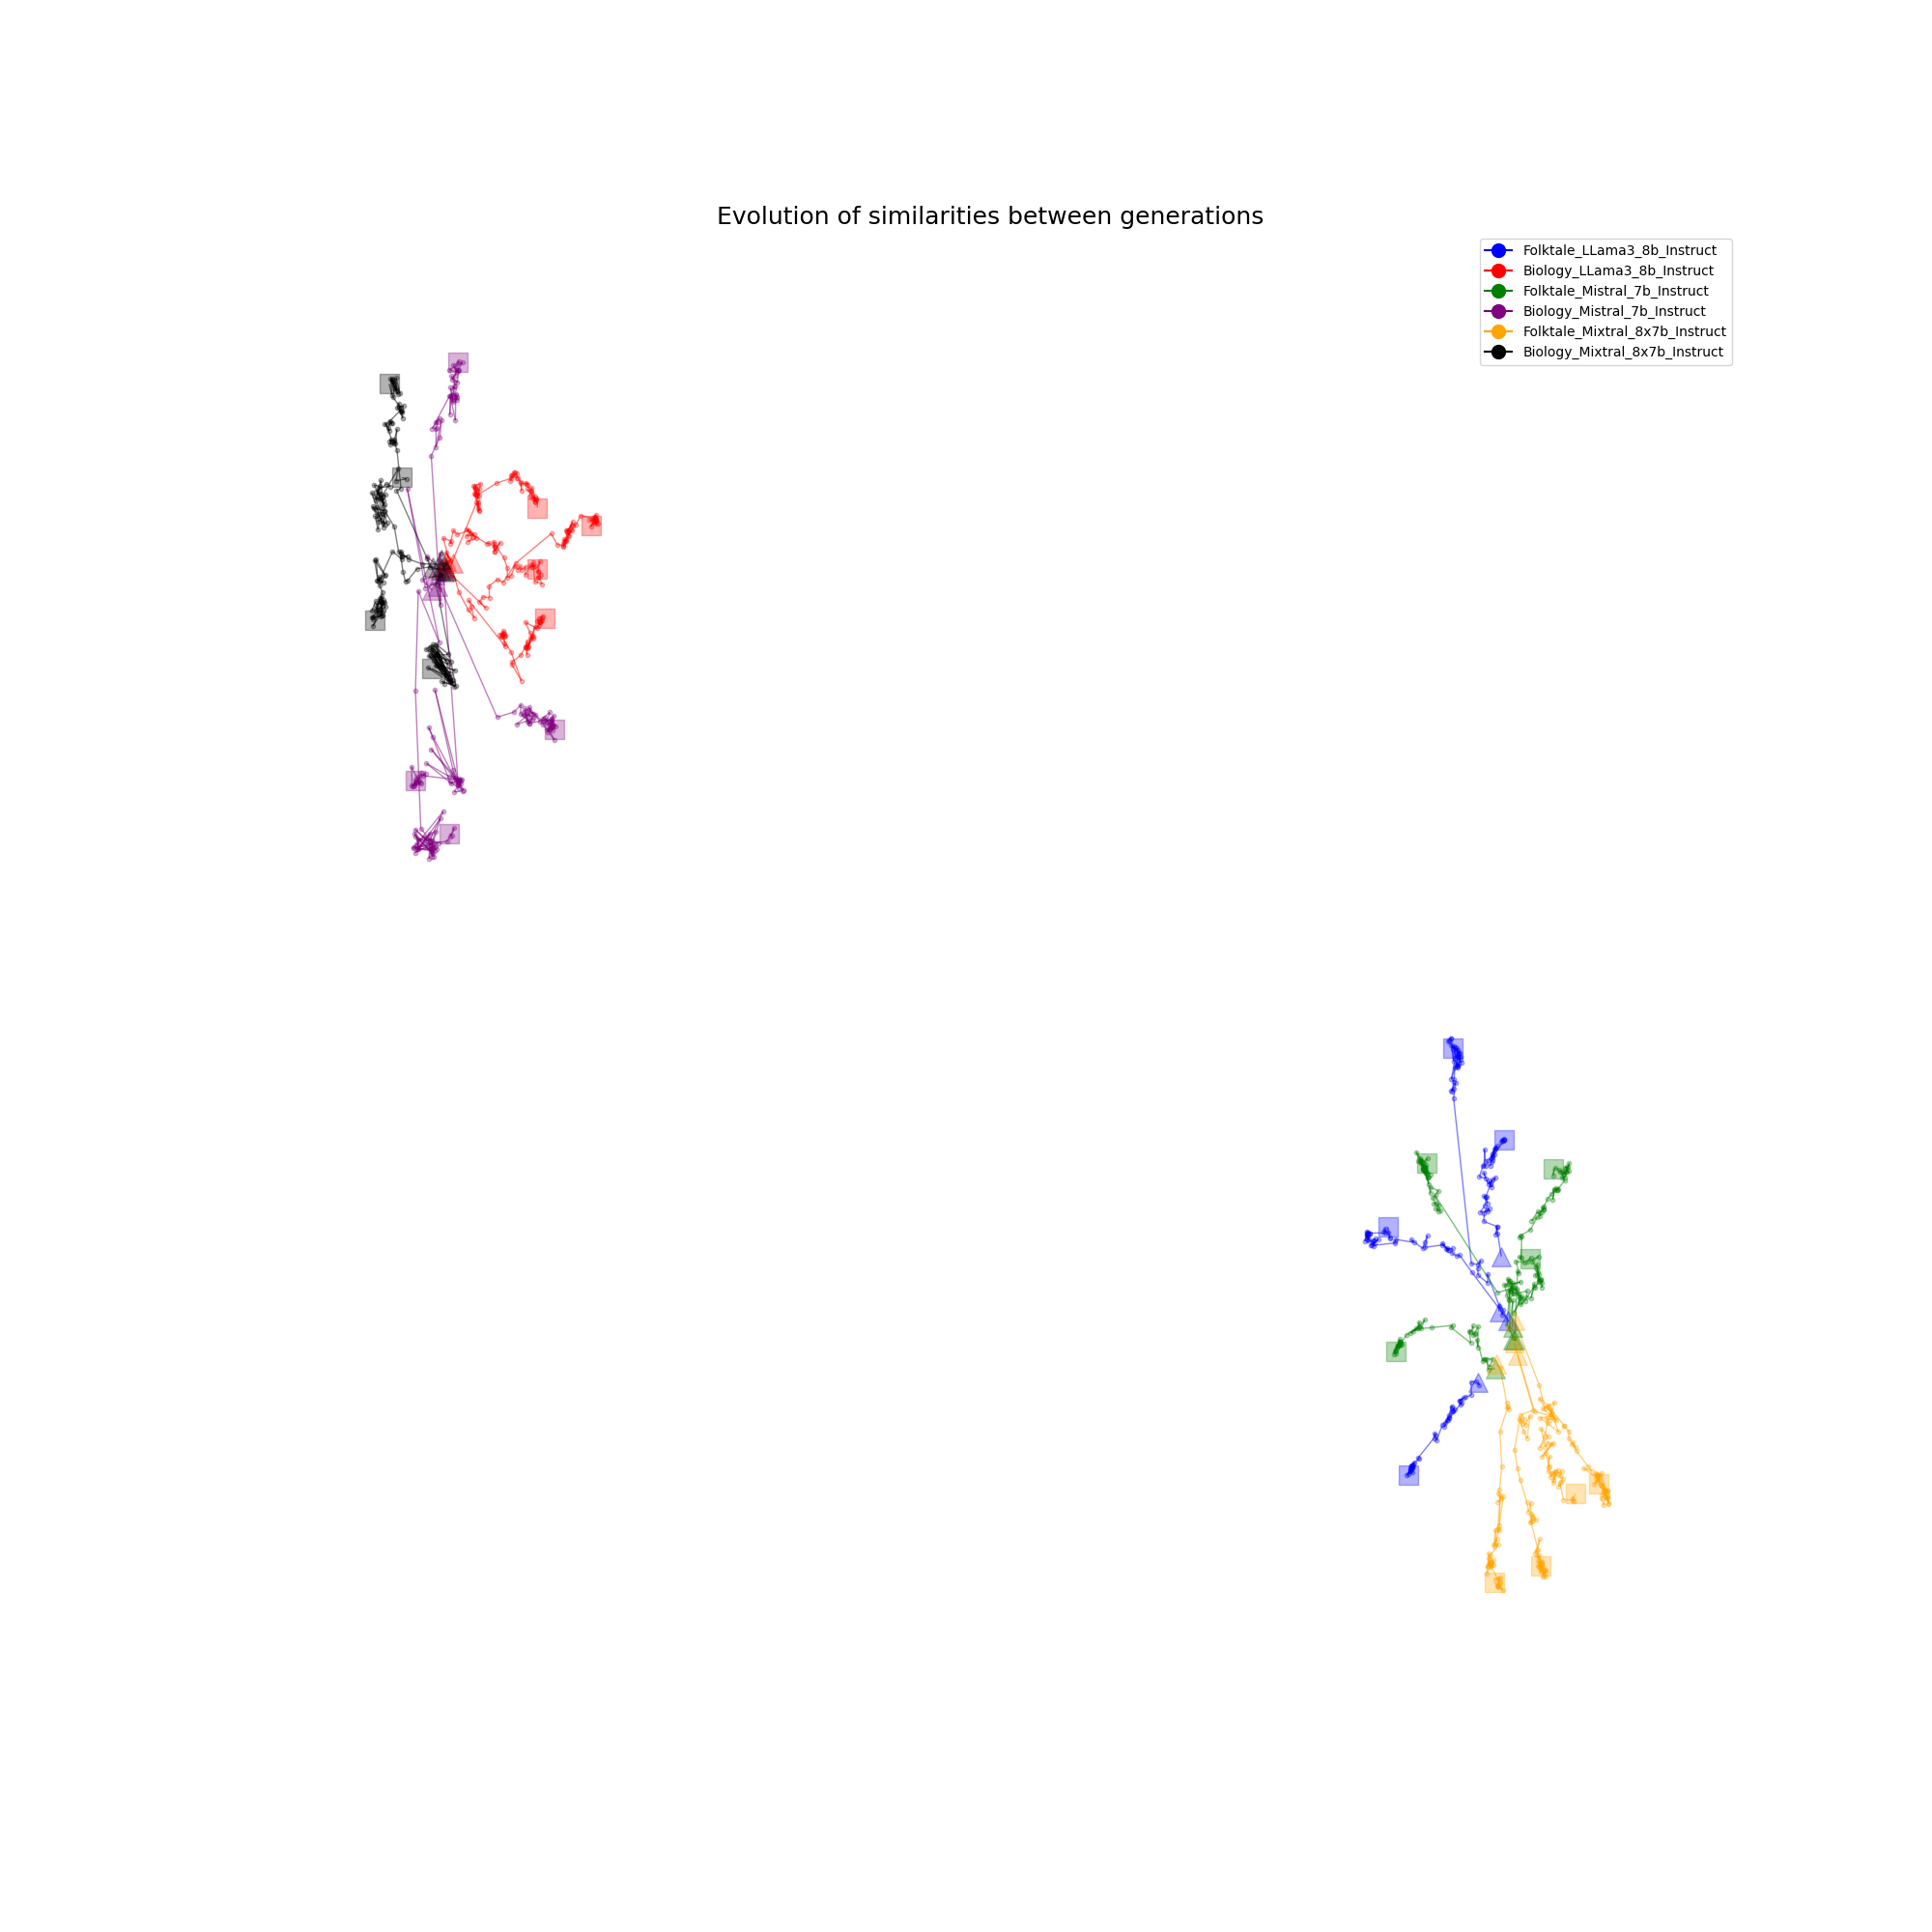 Evolution of similarities between generations
Folktale_LLama3_8b_Instruct
Biology_LLama3_8b_Instruct
Folktale_Mistral_7b_Instruct
Biology_Mistral_7b_Instruct
Folktale_Mixtral_8x7b_Instruct
Biology_Mixtral_8x7b_Instruct